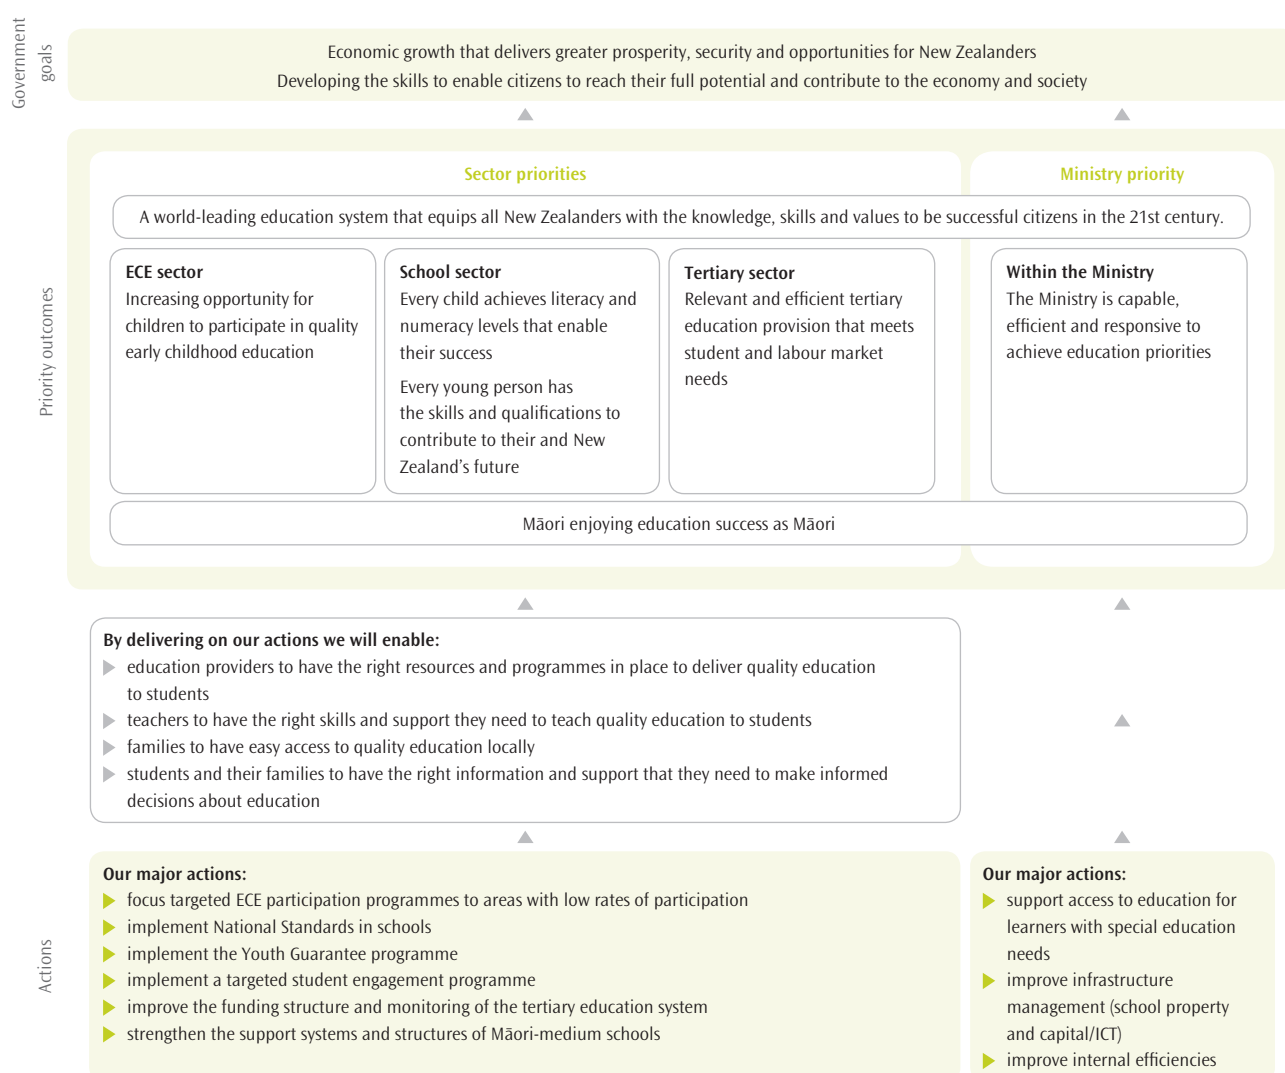 Government
goals
Economic growth that delivers greater prosperity, security and opportunities for New Zealanders
Developing the skills to enable citizens to reach their full potential and contribute to the economy and society
Priority outcomes
Sector priorities
Ministry priority
A world-leading education system that equips all New Zealanders with the knowledge, skills and values to be successful citizens in the 21st century.
ECE sector
Increasing opportunity for
children to participate in quality
early childhood education
School sector
Every child achieves literacy and
numeracy levels that enable
their success
Every young person has
the skills and qualifications to
contribute to their and New
Zealand's future
Tertiary sector
Relevant and efficient tertiary
education provision that meets
student and labour market
needs
Within the Ministry
The Ministry is capable,
efficient and responsive to
achieve education priorities
Māori enjoying education success as Māori
By delivering on our actions we will enable:
education providers to have the right resources and programmes in place to deliver quality education
to students
teachers to have the right skills and support they need to teach quality education to students
families to have easy access to quality education locally
students and their families to have the right information and support that they need to make informed
decisions about education
Actions
Our major actions:
focus targeted ECE participation programmes to areas with low rates of participation
implement National Standards in schools
implement the Youth Guarantee programme
implement a targeted student engagement programme
improve the funding structure and monitoring of the tertiary education system
strengthen the support systems and structures of Māori-medium schools
Our major actions:
support access to education for
learners with special education
needs
improve infrastructure
management (school property
and capital/ICT)
improve internal efficiencies